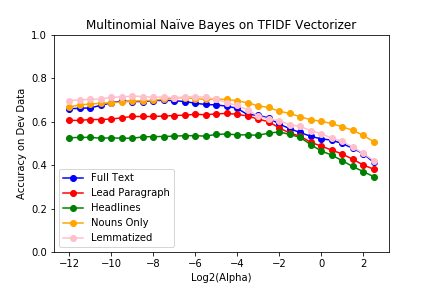 Multinomial Naïve Bayes on TFIDF Vectorizer
Accuracy on Dev Data
1.0
0.8
0.6
0.4
0.2
0.0
Full Text
Lead Paragraph
Headlines
Nouns Only
Lemmatized
−12 −10 −8 −6 −4 −2 0 2
Log2(Alpha)